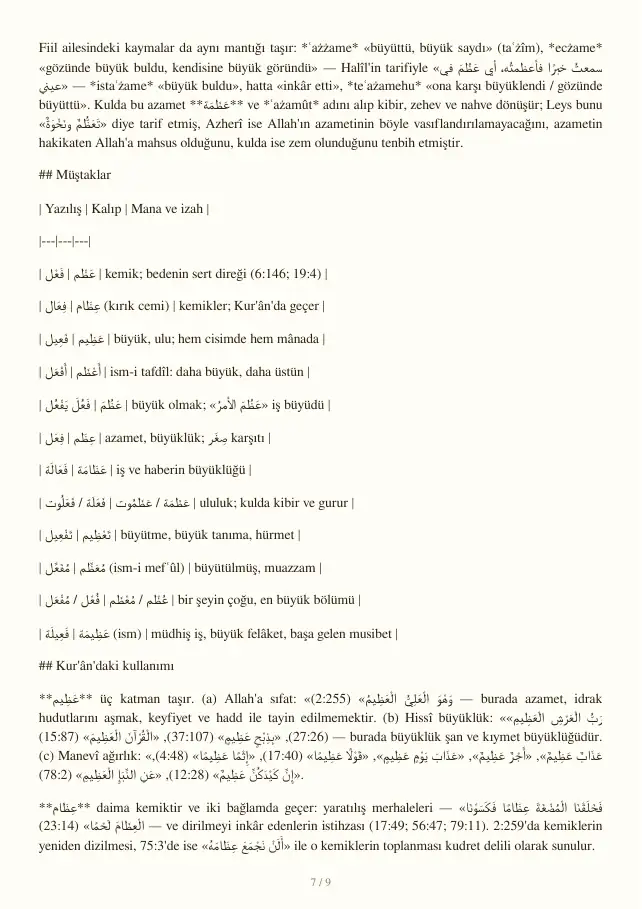 Fiil ailesindeki kaymalar da aynı mantığı taşır: *ʿaẓẓame* «büyüttü, büyük saydı» (taʿẓîm), *ecẓame*
«gözünde büyük buldu, kendisine büyük göründü» — Halîl'in tarifiyle «سمعتُ خبرًا فأعظمتُه، أي عَظُمَ في
عيني» — *istaʿẓame* «büyük buldu», hatta «inkâr etti», *teʿaẓamehu* «ona karşı büyüklendi / gözünde
büyüttü». Kulda bu azamet **عَظَمَة** ve *ʿaẓamût* adını alıp kibir, zehev ve nahve dönüşür; Leys bunu
«تَعَظُّمٌ ونَخْوَةٌ» diye tarif etmiş, Azherî ise Allah'ın azametinin böyle vasıflandırılamayacağını, azametin
hakikaten Allah'a mahsus olduğunu, kulda ise zem olunduğunu tenbih etmiştir.
## Müştaklar
| Yazılış | Kalıp | Mana ve izah |
|---|---|---|
| عَظْم | فَعْل | kemik; bedenin sert direği (6:146; 19:4) |
| عِظَام | فِعَال (kırık cemi) | kemikler; Kur'ân'da geçer |
| عَظِيم | فَعِيل | büyük, ulu; hem cisimde hem mânada |
| أَعْظَم | أَفْعَل | ism-i tafdîl: daha büyük, daha üstün |
| عَظُمَ | فَعُلَ يَفْعُل | büyük olmak; «عَظُمَ الأمرُ» iş büyüdü |
| عِظَم | فِعَل | azamet, büyüklük; صِغَر karşıtı |
| عَظَامَة | فَعَالَة | iş ve haberin büyüklüğü |
| عَظَمَة / عَظَمُوت | فَعَلَة / فَعَلُوت | ululuk; kulda kibir ve gurur |
| تَعْظِيم | تَفْعِيل | büyütme, büyük tanıma, hürmet |
| مُعَظَّم | مُفَعَّل (ism-i mefʿûl) | büyütülmüş, muazzam |
| عُظْم / مُعْظَم | فُعْل / مُفْعَل | bir şeyin çoğu, en büyük bölümü |
| عَظِيمَة | فَعِيلَة (ism) | müdhiş iş, büyük felâket, başa gelen musibet |
## Kur'ân'daki kullanımı
**عَظِيم** üç katman taşır. (a) Allah'a sıfat: «وَهُوَ الْعَلِيُّ الْعَظِيمُ» (2:255) — burada azamet, idrak
hudutlarını aşmak, keyfiyet ve hadd ile tayin edilmemektir. (b) Hissî büyüklük: «رَبُّ الْعَرْشِ الْعَظِيمِ»
(27:26), «بِذِبْحٍ عَظِيمٍ» (37:107), «الْقُرْآنَ الْعَظِيمَ» (15:87) — burada büyüklük şan ve kıymet büyüklüğüdür.
(c) Manevî ağırlık: «عَذَابٌ عَظِيمٌ», «أَجْرٌ عَظِيمٌ», «عَذَابَ يَوْمٍ عَظِيمٍ», «قَوْلًا عَظِيمًا» (17:40), «إِثْمًا عَظِيمًا» (4:48),
«إِنَّ كَيْدَكُنَّ عَظِيمٌ» (12:28), «عَنِ النَّبَإِ الْعَظِيمِ» (78:2).
**عِظَام** daima kemiktir ve iki bağlamda geçer: yaratılış merhaleleri — «فَخَلَقْنَا الْمُضْغَةَ عِظَامًا فَكَسَوْنَا
الْعِظَامَ لَحْمًا» (23:14) — ve dirilmeyi inkâr edenlerin istihzası (17:49; 56:47; 79:11). 2:259'da kemiklerin
yeniden dizilmesi, 75:3'de ise «أَلَّنْ نَجْمَعَ عِظَامَهُ» ile o kemiklerin toplanması kudret delili olarak sunulur.
7 / 9